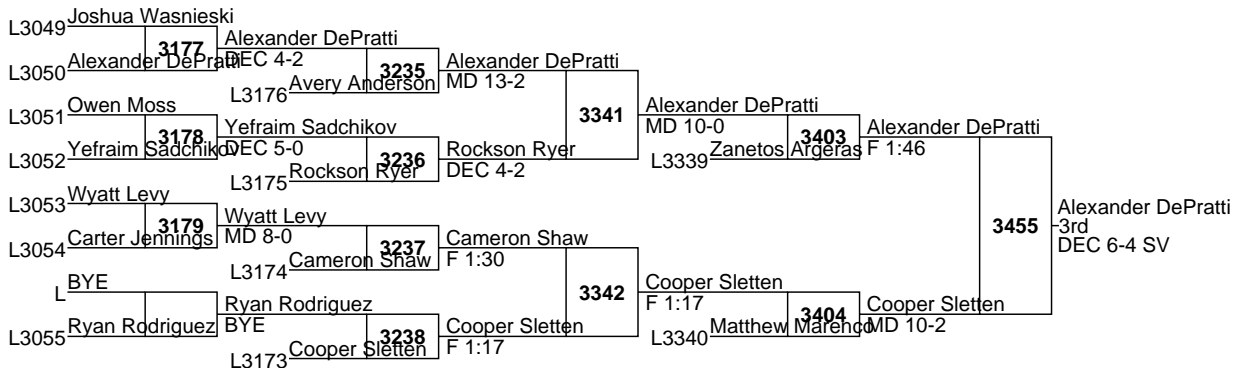 Joshua Wasnieski
L3049
3177
Alexander DePratti
DEC 4-2
L3050
Alexander DePratti
3235
Alexander DePratti
MD 13-2
L3176
Avery Anderson
L3051
Owen Moss
3341
Alexander DePratti
MD 10-0
3178
Yefraim Sadchikov
DEC 5-0
L3052
Yefraim Sadchikov
3236
Rockson Ryer
DEC 4-2
L3175
Rockson Ryer
3403
Alexander DePratti
F 1:46
L3339
Zanetos Argeras
L3053
Wyatt Levy
3179
Wyatt Levy
MD 8-0
L3054
Carter Jennings
3237
Cameron Shaw
F 1:30
L3174
Cameron Shaw
3455
Alexander DePratti
3rd
DEC 6-4 SV
L
BYE
3342
Cooper Sletten
F 1:17
Ryan Rodriguez
BYE
L3055
Ryan Rodriguez
3238
Cooper Sletten
F 1:17
L3173
Cooper Sletten
3404
Cooper Sletten
MD 10-2
L3340
Matthew Marenco